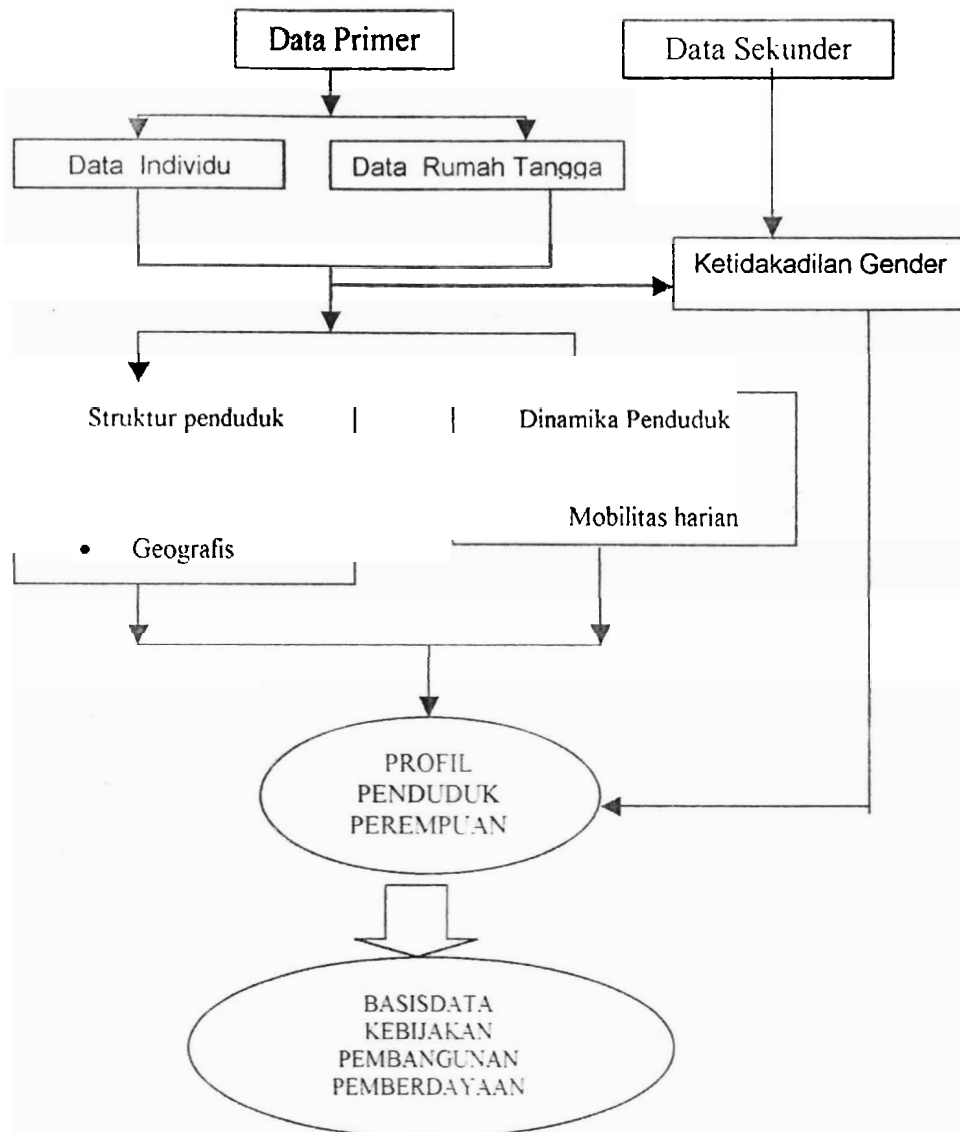 Data Primer
Data Sekunder
Data Individu
Data Rumah Tangga
Ketidakadilan Gender
Struktur penduduk
Dinamika Penduduk
Mobilitas harian
• Geografis
PROFIL
PENDUDUK
PEREMPUAN
BASISDATA
KEBIJAKAN
PEMBANGUNAN
PEMBERDAYAAN